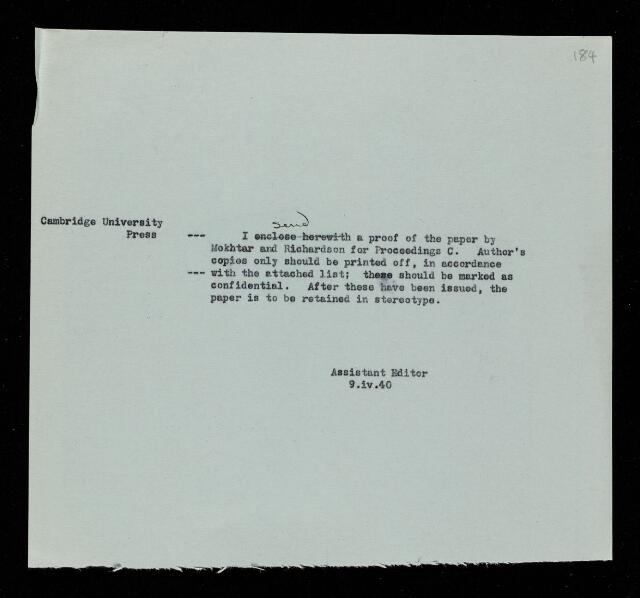 184
Cambridge University
Press
send
--- I enclose herewith a proof of the paper by
Mokhtar and Richardson for Proceedings C. Author's
copies only should be printed off, in accordance
--- with the attached list; these should be marked as
confidential. After these have been issued, the
paper is to be retained in stereotype.
Assistant Editor
9.iv.40